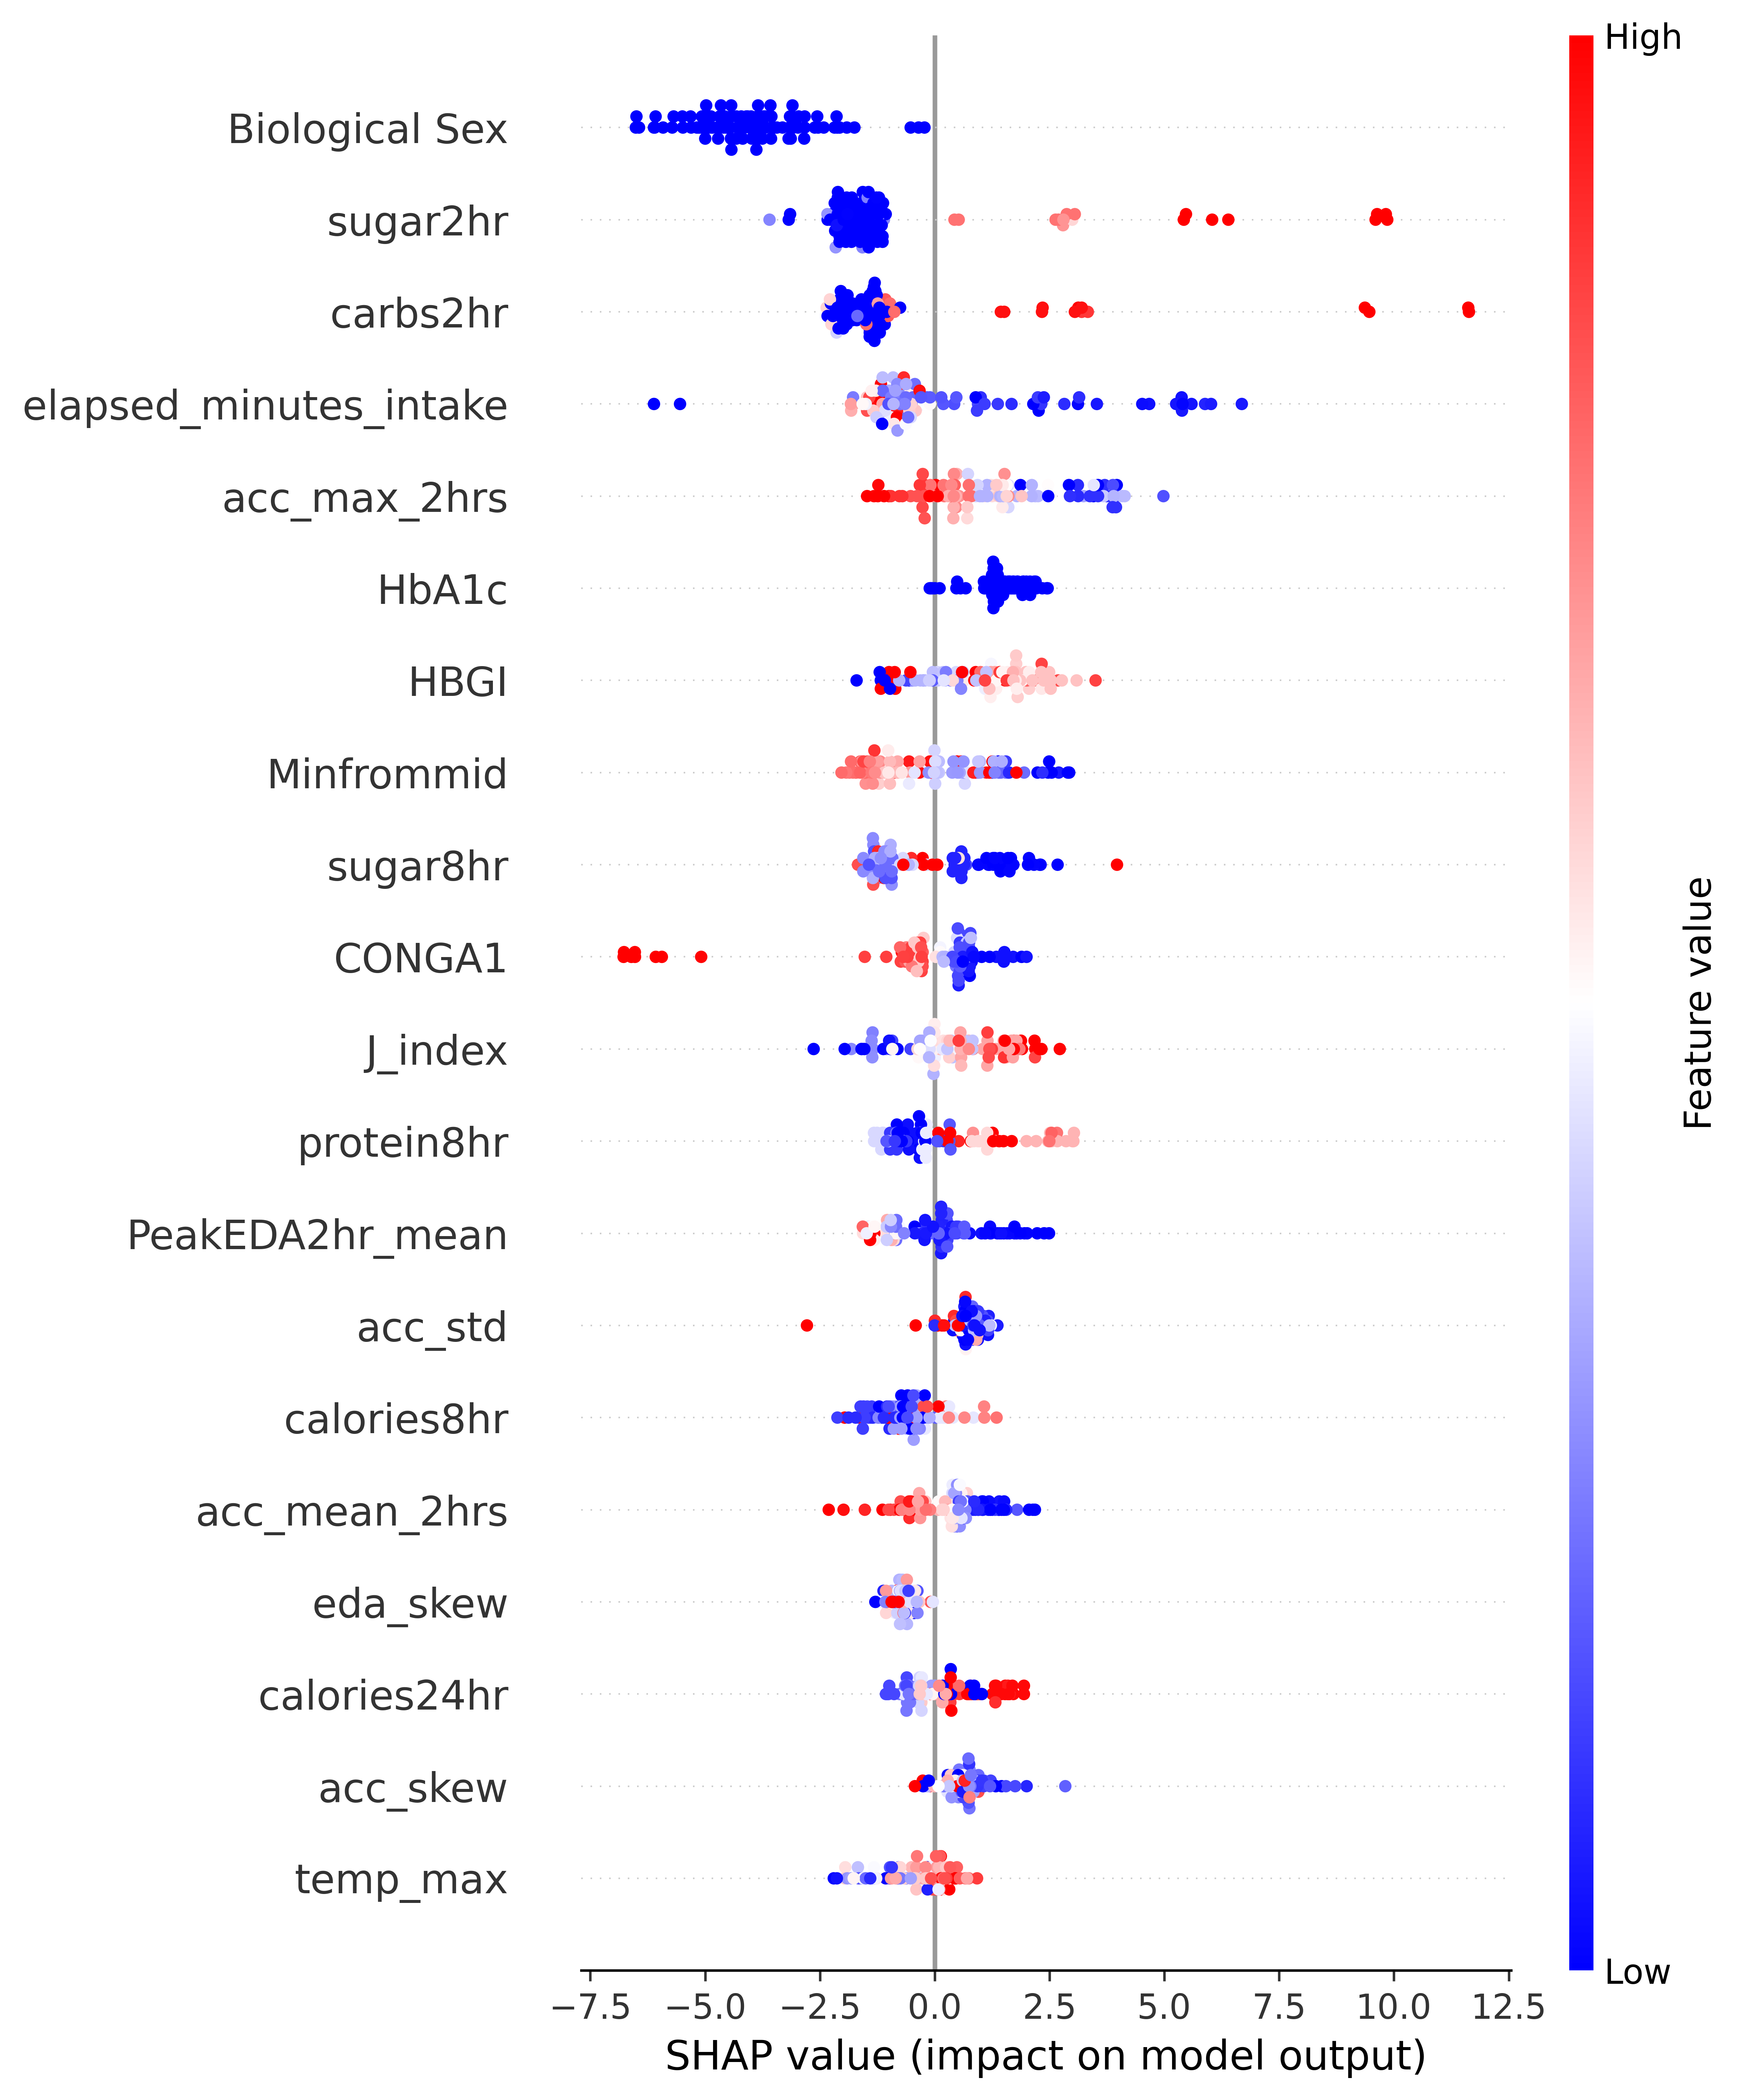 High
Biological Sex
sugar2hr
carbs2hr
elapsed_minutes_intake
acc_max_2hrs
HbA1c
HBGI
Minfrommid
sugar8hr
CONGA1
J_index
protein8hr
PeakEDA2hr_mean
acc_std
calories8hr
acc_mean_2hrs
eda_skew
calories24hr
acc_skew
temp_max
Feature value
Low
−7.5 −5.0 −2.5 0.0 2.5 5.0 7.5 10.0 12.5
SHAP value (impact on model output)